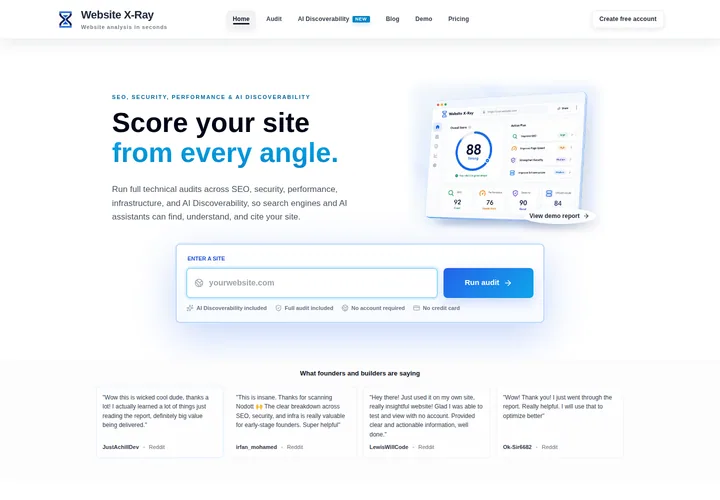 Website X-Ray
Website analysis in seconds
Home
Audit
AI Discoverability NEW
Blog
Demo
Pricing
Create free account
SEO, SECURITY, PERFORMANCE & AI DISCOVERABILITY
Score your site
from every angle.
Run full technical audits across SEO, security, performance,
infrastructure, and AI Discoverability, so search engines and AI
assistants can find, understand, and cite your site.
Website X-Ray
88
92
76
90
84
View demo report
ENTER A SITE
yourwebsite.com
Run audit
AI Discoverability included
Full audit included
No account required
No credit card
What founders and builders are saying
"Wow this is wicked cool dude, thanks a
lot! I actually learned a lot of things just
reading the report, definitely big value
being delivered."
JustAchillDev - Reddit
"This is insane. Thanks for scanning
Nodolt 🙌 The clear breakdown across
SEO, security, and infra is really valuable
for early-stage founders. Super helpful"
irfan_mohamed - Reddit
"Hey there! Just used it on my own site,
really insightful website! Glad I was able to
test and view with no account. Provided
clear and actionable information, well
done."
LewisWillCode - Reddit
"Wow! Thank you! I just went through the
report. Really helpful. I will use that to
optimize better"
Ok-Sir6682 - Reddit